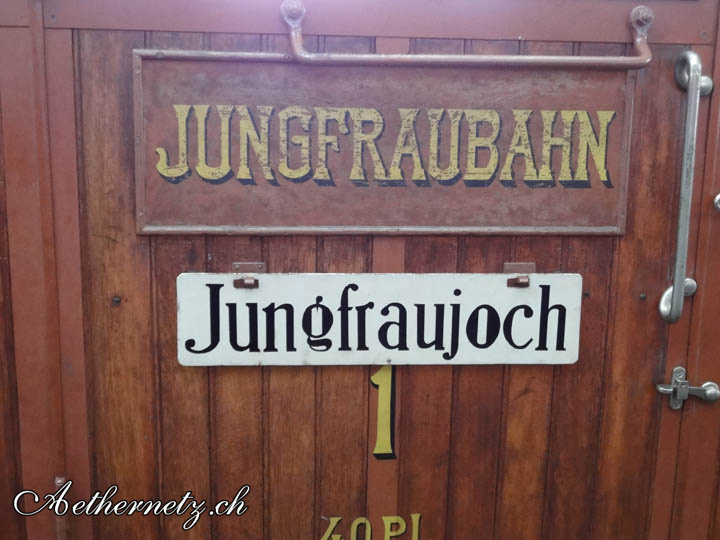 JUNGFRAUBAHN
Jungfraujoch
1
40 Pl
Aethernetz.ch